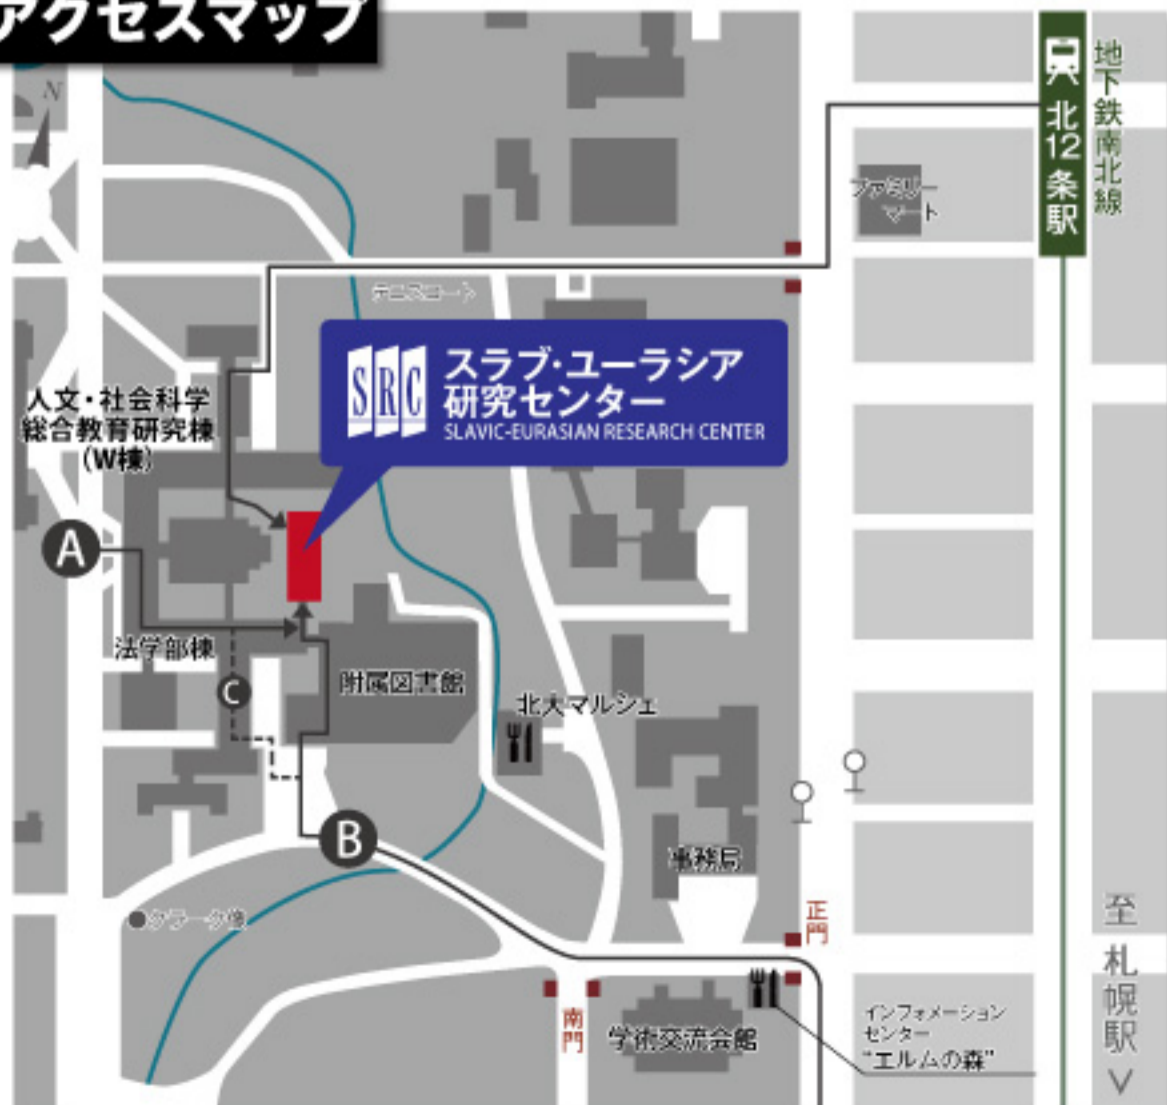 アクセスマップ
N
地下鉄南北線
北12条駅
ファミリー
マート
テニスコート
SRC
スラブ·ユーラシア
研究センター
SLAVIC-EURASIAN RESEARCH CENTER
人文・社会科学
総合教育研究棟
(W棟)
A
法学部棟
C
附属図書館
北大マルシェ
B
事務局
クラーク像
正門
南門
学術交流会館
インフォメーション
センター
“エルムの森”
至 札幌駅